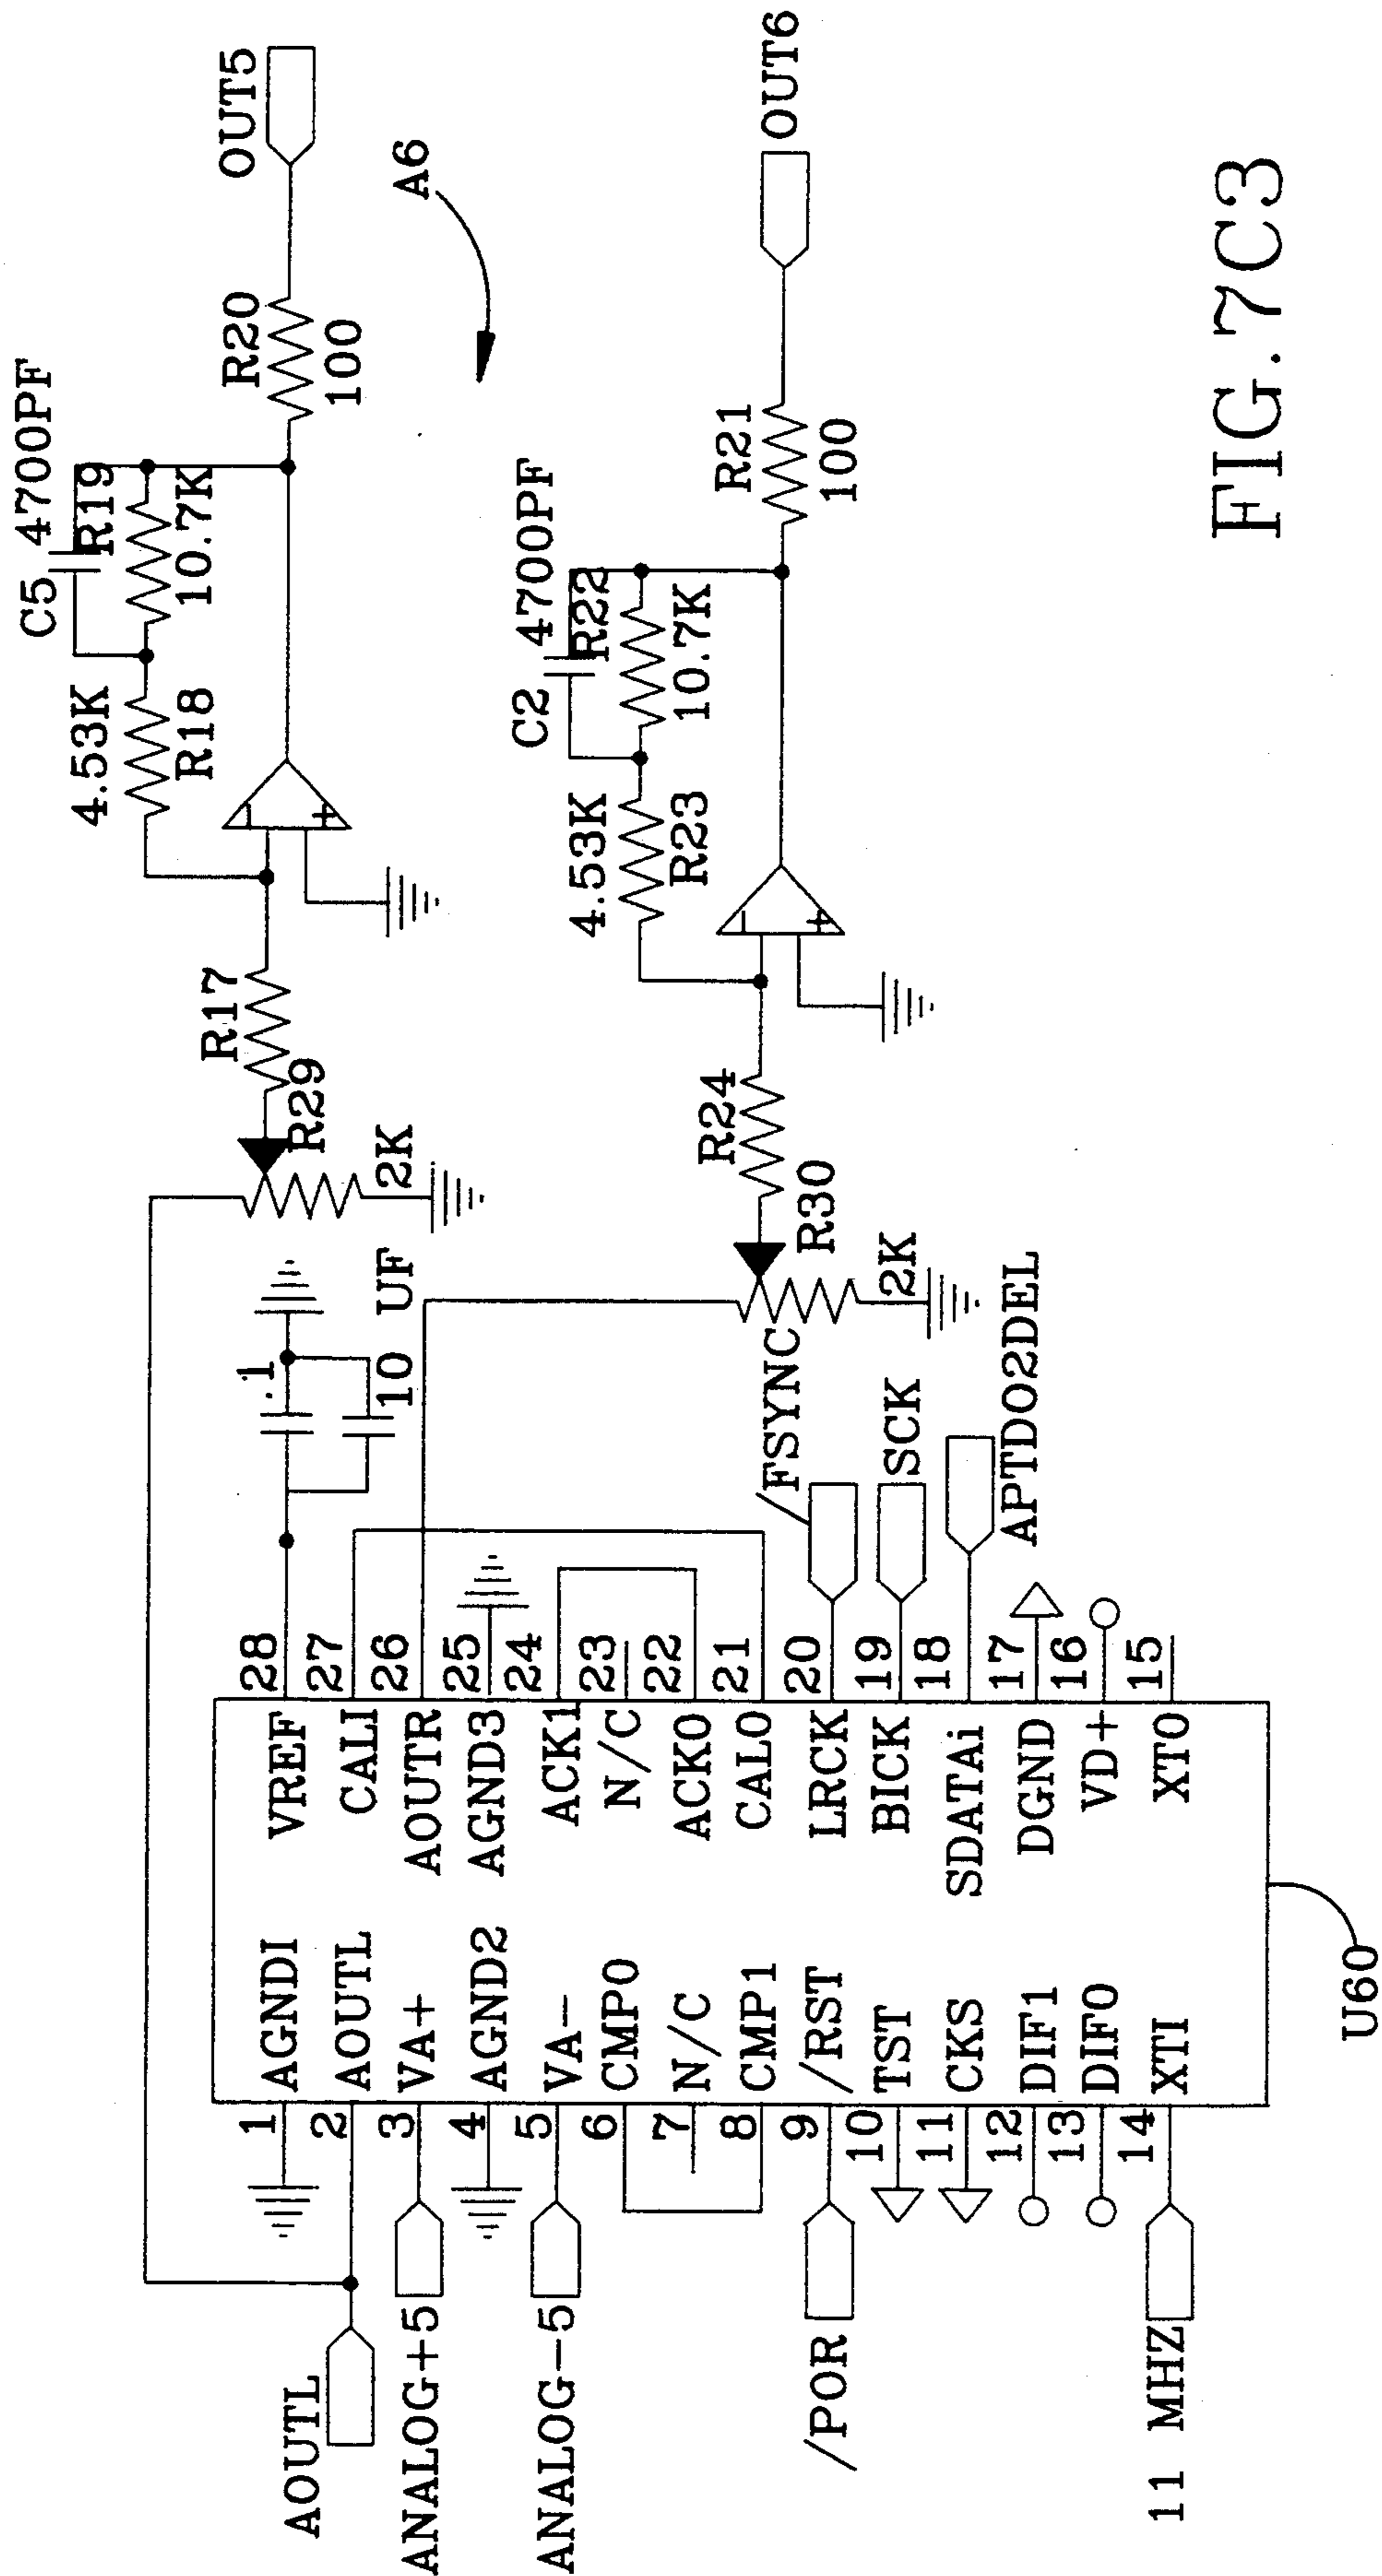 C5
4700PF
R19
10.7K
4.53K
R18
R20
100
OUT5
A6
R17
R29
2K
C2
4700PF
R22
10.7K
4.53K
R23
R21
100
OUT6
R24
R30
2K
.1
10 UF
AOUTL
ANALOG+5
ANALOG-5
/POR
11 MHZ
1 AGNDI
2 AOUTL
3 VA+
4 AGND2
5 VA-
6 CMP0
7 N/C
8 CMP1
9 /RST
10 TST
11 CKS
12 DIF1
13 DIF0
14 XTI
VREF 28
CALI 27
AOUTR 26
AGND3 25
ACK1 24
N/C 23
ACKO 22
CALO 21
LRCK 20
BICK 19
SDATAi 18
DGND 17
VD+ 16
XTO 15
/FSYNC
SCK
APTDO2DEL
U60
FIG.7C3